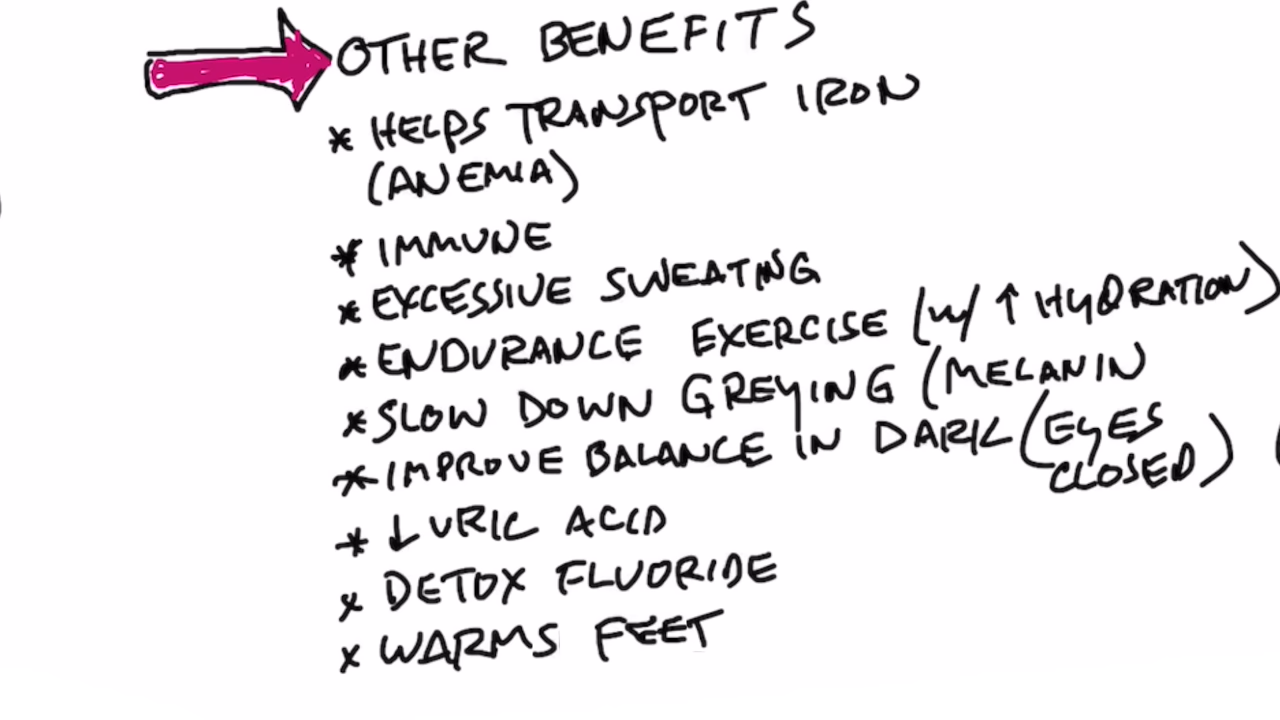 OTHER BENEFITS
* HELPS TRANSPORT IRON
(ANEMIA)
* IMMUNE
* EXCESSIVE SWEATING
* ENDURANCE EXERCISE (w/ ↑ HYDRATION)
* SLOW DOWN GREYING (MELANIN
* IMPROVE BALANCE IN DARK (EYES
CLOSED)
* ↓ URIC ACID
* DETOX FLUORIDE
* WARMS FEET